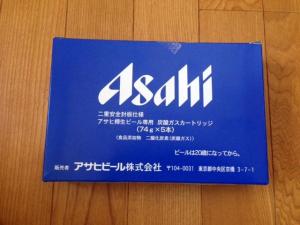 Asahi
二重安全封板仕様
アサヒ樽生ビール専用 炭酸ガスカートリッジ
(74g×5本)
(食品添加物 二酸化炭素(炭酸ガス))
ビールは20歳になってから。
販売者 アサヒビール株式会社 〒104-0031 東京都中央区京橋3-7-1